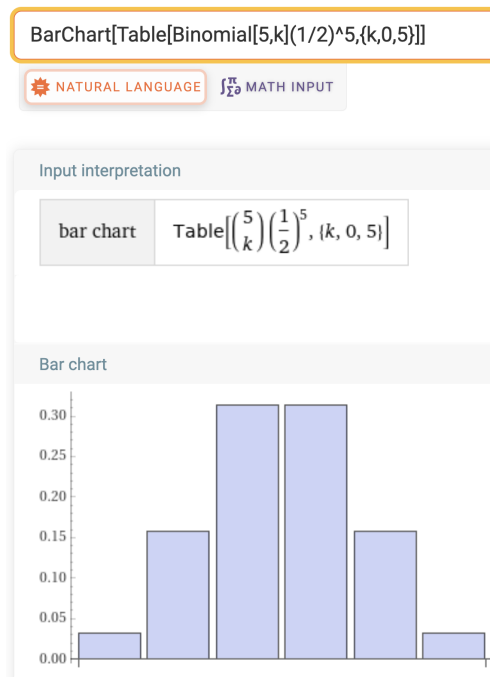 BarChart[Table[Binomial[5,k](1/2)^5,{k,0,5}]]
NATURAL LANGUAGE ∫Σ∂π MATH INPUT
Input interpretation
bar chart Table[(5 k)(1/2)^5, {k, 0, 5}]
Bar chart
0.30
0.25
0.20
0.15
0.10
0.05
0.00